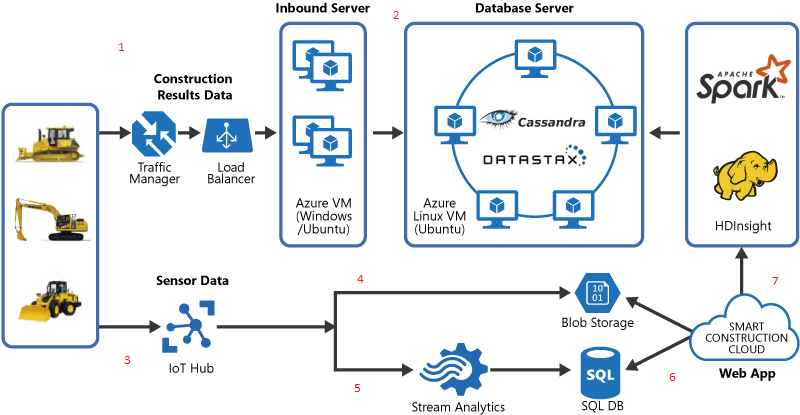 Inbound Server
2
Database Server
1
Construction
Results Data
Traffic
Manager
Load
Balancer
Azure VM
(Windows
/Ubuntu)
Cassandra
DATASTAX
Azure
Linux VM
(Ubuntu)
APACHE
Spark™
HDInsight
Sensor Data
3
IoT Hub
4
10
01
Blob Storage
5
Stream Analytics
SQL
SQL DB
6
7
SMART
CONSTRUCTION
CLOUD
Web App